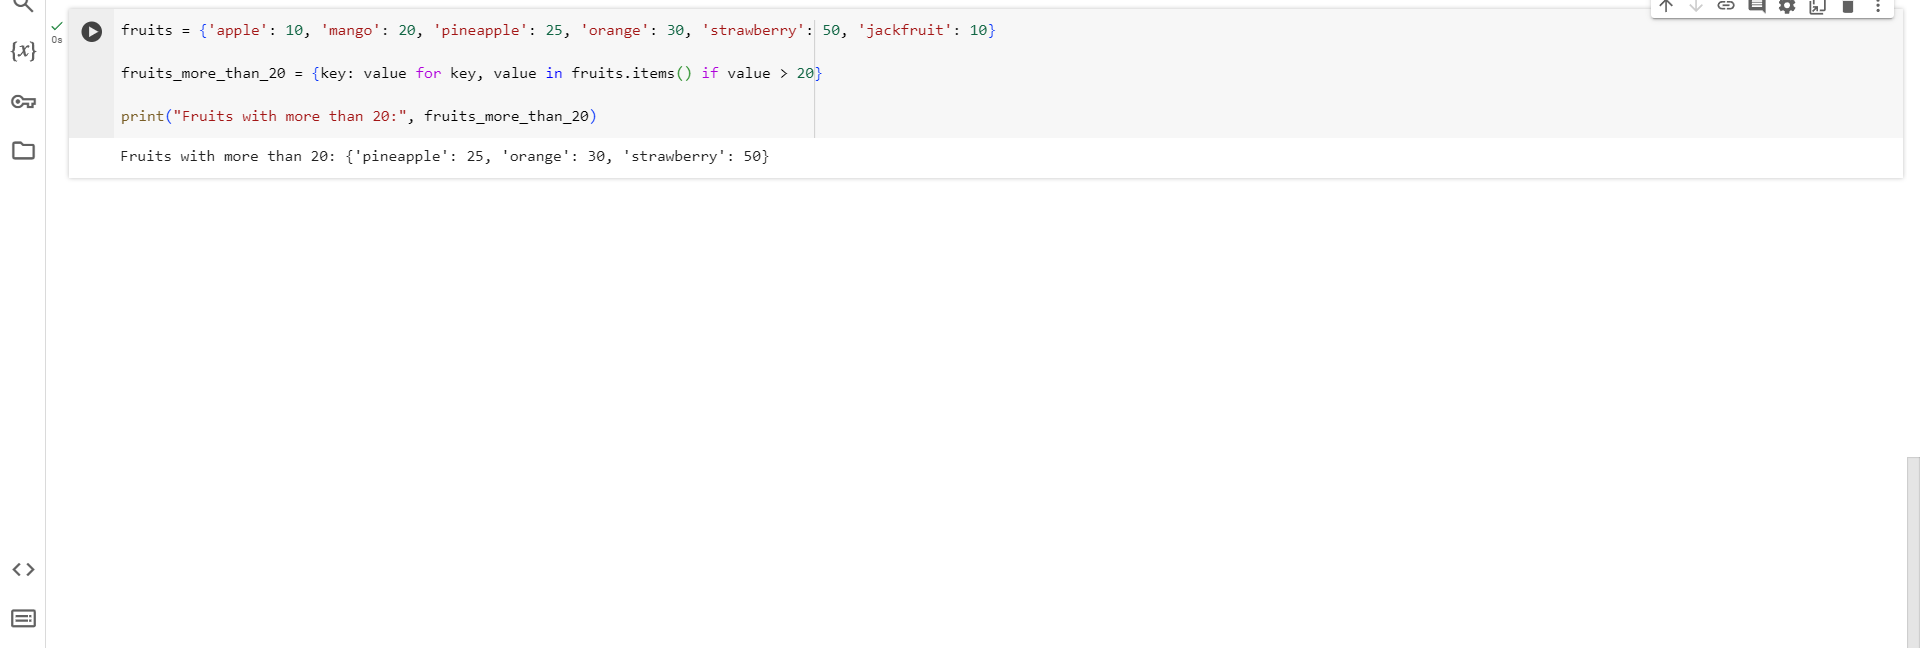 {x}
0s
fruits = {'apple': 10, 'mango': 20, 'pineapple': 25, 'orange': 30, 'strawberry': 50, 'jackfruit': 10}
fruits_more_than_20 = {key: value for key, value in fruits.items() if value > 20}
print("Fruits with more than 20:", fruits_more_than_20)
Fruits with more than 20: {'pineapple': 25, 'orange': 30, 'strawberry': 50}